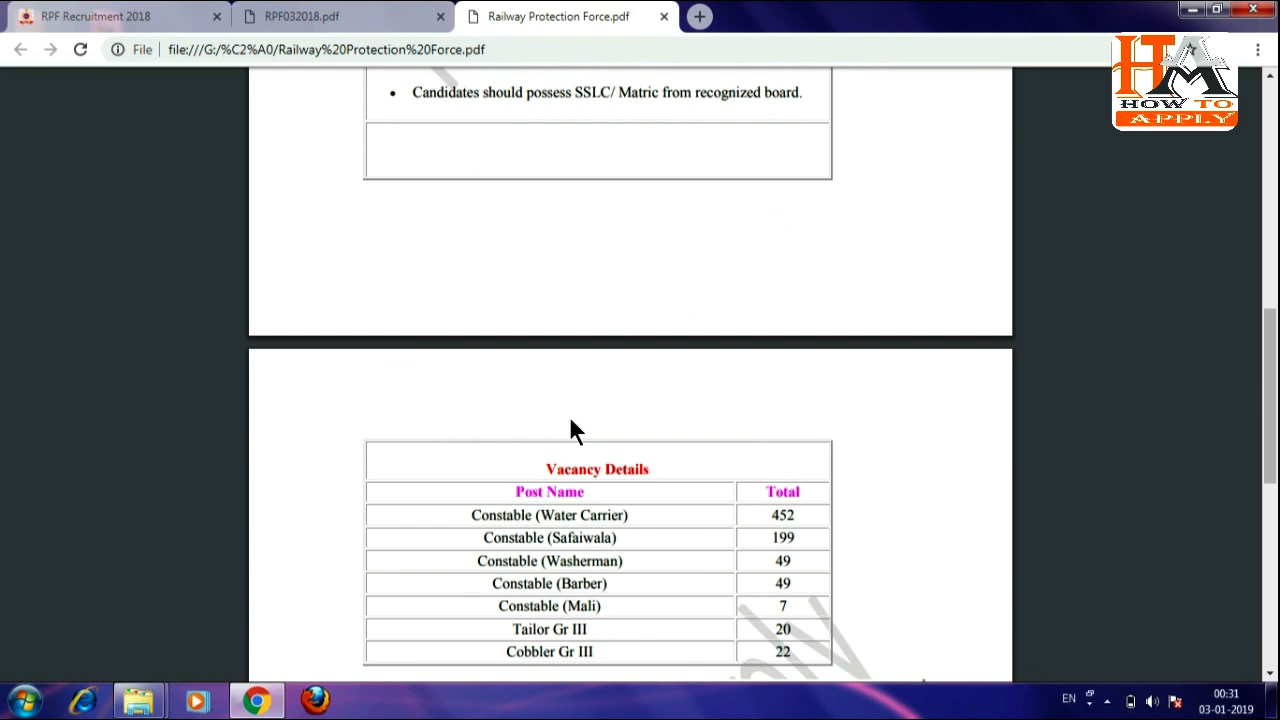 RPF Recruitment 2018
RPF032018.pdf
Railway Protection Force.pdf
File
file:///G:/%C2%A0/Railway%20Protection%20Force.pdf
HOW TO
APPLY
• Candidates should possess SSLC/ Matric from recognized board.
Vacancy Details
Post Name Total
Constable (Water Carrier) 452
Constable (Safaiwala) 199
Constable (Washerman) 49
Constable (Barber) 49
Constable (Mali) 7
Tailor Gr III 20
Cobbler Gr III 22
EN
00:31
03-01-2019